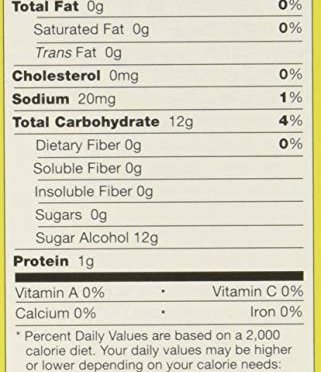 Total Fat 0g 0%
Saturated Fat 0g 0%
Trans Fat 0g
Cholesterol 0mg 0%
Sodium 20mg 1%
Total Carbohydrate 12g 4%
Dietary Fiber 0g 0%
Soluble Fiber 0g
Insoluble Fiber 0g
Sugars 0g
Sugar Alcohol 12g
Protein 1g
Vitamin A 0% • Vitamin C 0%
Calcium 0% • Iron 0%
* Percent Daily Values are based on a 2,000
calorie diet. Your daily values may be higher
or lower depending on your calorie needs: